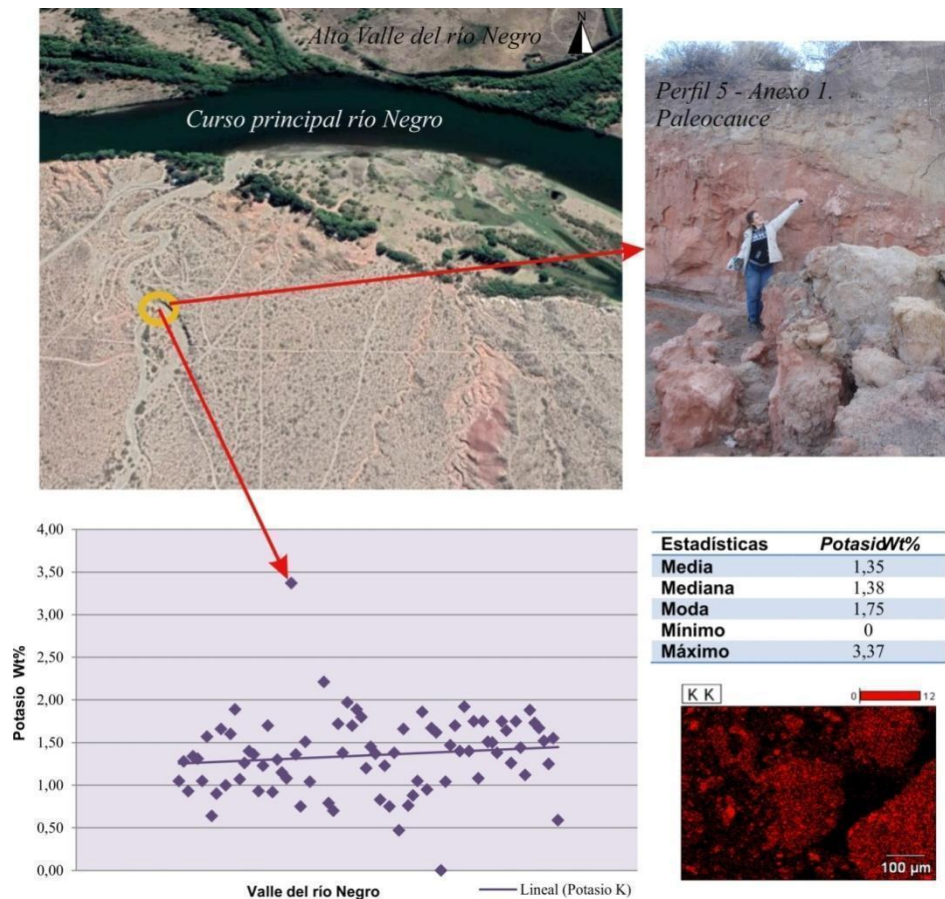 Alto Valle del río Negro
N
Curso principal río Negro
Perfil 5 - Anexo 1.
Paleocauce
4,00
3,50
3,00
2,50
2,00
1,50
1,00
0,50
0,00
Potasio Wt%
Valle del río Negro
Lineal (Potasio K)
Estadísticas PotasioWt%
Media 1,35
Mediana 1,38
Moda 1,75
Mínimo 0
Máximo 3,37
K K
0 12
100 µm